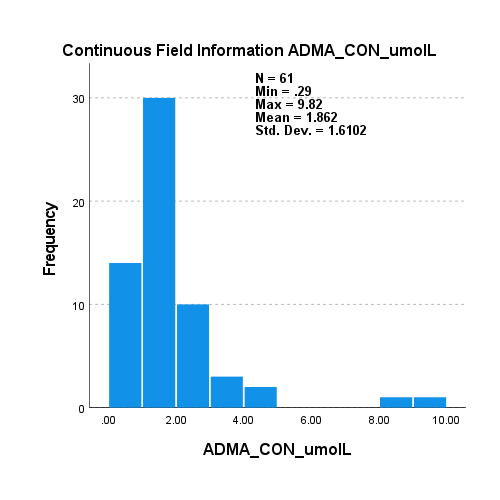 Continuous Field Information ADMA_CON_umolL
N = 61
Min = .29
Max = 9.82
Mean = 1.862
Std. Dev. = 1.6102
30
20
10
0
Frequency
.00 2.00 4.00 6.00 8.00 10.00
ADMA_CON_umolL